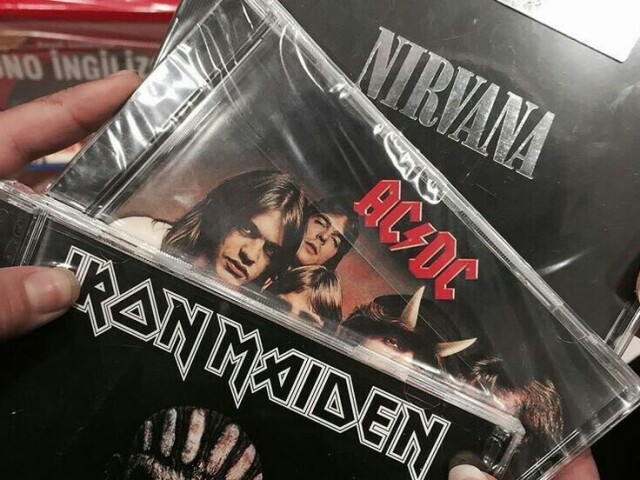 NO İNGİLİZ
NIRVANA
AC⚡DC
IRON MAIDEN